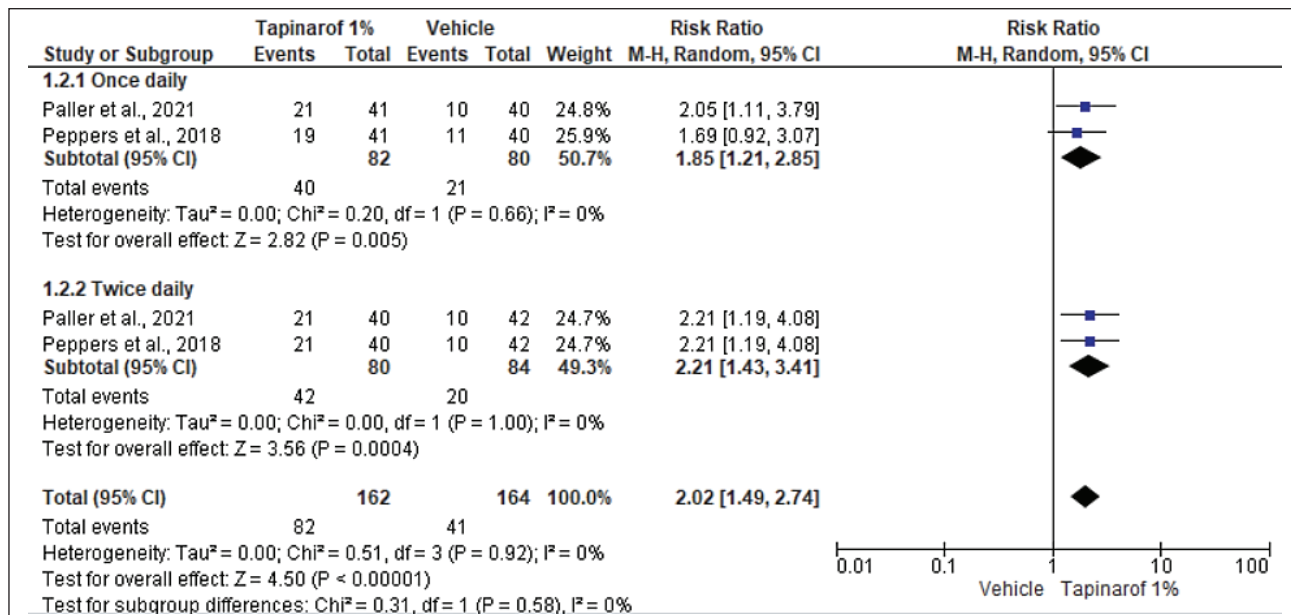 Tapinarof 1% Vehicle Risk Ratio Risk Ratio
Study or Subgroup Events Total Events Total Weight M-H, Random, 95% CI M-H, Random, 95% CI
1.2.1 Once daily
Paller et al., 2021 21 41 10 40 24.8% 2.05 [1.11, 3.79]
Peppers et al., 2018 19 41 11 40 25.9% 1.69 [0.92, 3.07]
Subtotal (95% CI) 82 80 50.7% 1.85 [1.21, 2.85]
Total events 40 21
Heterogeneity: Tau² = 0.00; Chi² = 0.20, df = 1 (P = 0.66); I² = 0%
Test for overall effect: Z = 2.82 (P = 0.005)
1.2.2 Twice daily
Paller et al., 2021 21 40 10 42 24.7% 2.21 [1.19, 4.08]
Peppers et al., 2018 21 40 10 42 24.7% 2.21 [1.19, 4.08]
Subtotal (95% CI) 80 84 49.3% 2.21 [1.43, 3.41]
Total events 42 20
Heterogeneity: Tau² = 0.00; Chi² = 0.00, df = 1 (P = 1.00); I² = 0%
Test for overall effect: Z = 3.56 (P = 0.0004)
Total (95% CI) 162 164 100.0% 2.02 [1.49, 2.74]
Total events 82 41
Heterogeneity: Tau² = 0.00; Chi² = 0.51, df = 3 (P = 0.92); I² = 0%
Test for overall effect: Z = 4.50 (P < 0.00001)
Test for subgroup differences: Chi² = 0.31, df = 1 (P = 0.58), I² = 0%
0.01 0.1 1 10 100
Vehicle Tapinarof 1%